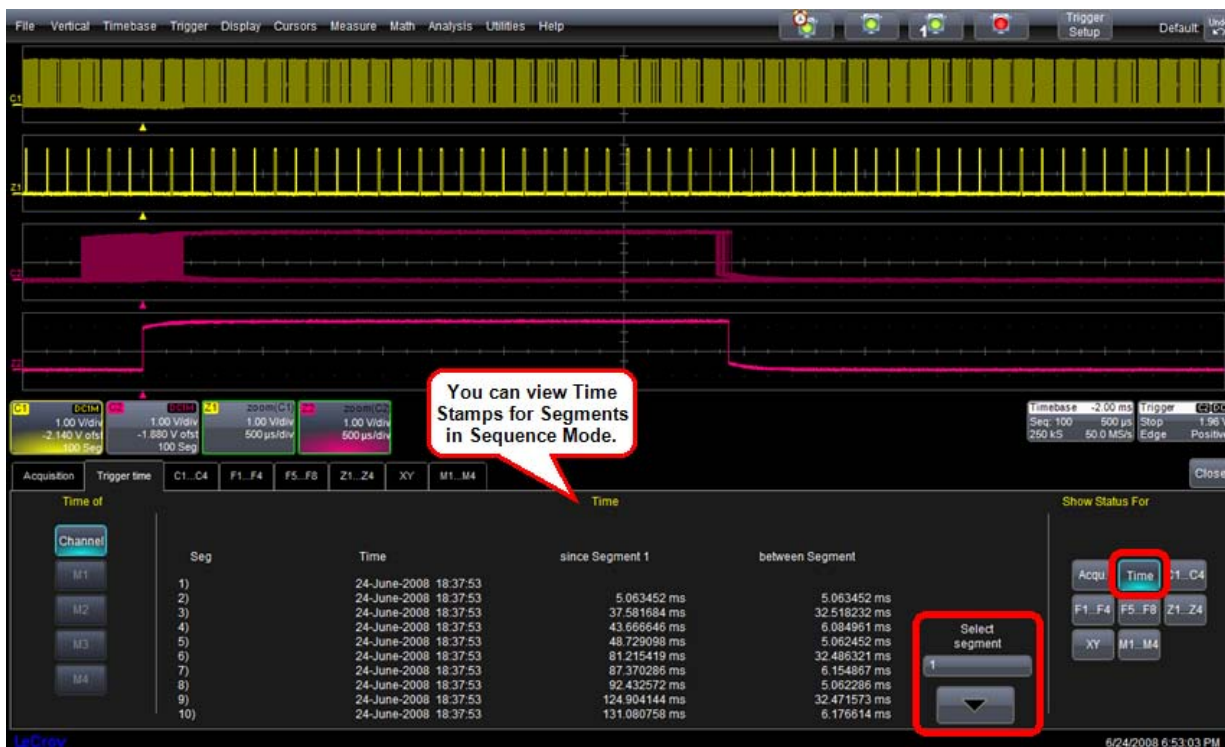 File Vertical Timebase Trigger Display Cursors Measure Math Analysis Utilities Help
Trigger Setup
Default
Undo
C1
Z1
C2
Z2
You can view Time
Stamps for Segments
in Sequence Mode.
C1 DC1M
1.00 V/div
-2.140 V ofst
100 Seg
C2 DC1M
1.00 V/div
-1.880 V ofst
100 Seg
Z1 zoom(C1)
1.00 V/div
500 µs/div
zoom(C2)
1.00 V/div
500 µs/div
Timebase -2.00 ms
Seq: 100 500 µs
250 kS 50.0 MS/s
Trigger C2 DC
Stop 1.96 V
Edge Positive
Acquisition Trigger time C1...C4 F1...F4 F5...F8 Z1...Z4 XY M1...M4
Close
Time of
Time
Show Status For
Channel
M1
M2
M3
M4
Seg Time since Segment 1 between Segment
1) 24-June-2008 18:37:53
2) 24-June-2008 18:37:53 5.063452 ms 5.063452 ms
3) 24-June-2008 18:37:53 37.581684 ms 32.518232 ms
4) 24-June-2008 18:37:53 43.666646 ms 6.084961 ms
5) 24-June-2008 18:37:53 48.729098 ms 5.062452 ms
6) 24-June-2008 18:37:53 81.215419 ms 32.486321 ms
7) 24-June-2008 18:37:53 87.370286 ms 6.154867 ms
8) 24-June-2008 18:37:53 92.432572 ms 5.062286 ms
9) 24-June-2008 18:37:53 124.904144 ms 32.471573 ms
10) 24-June-2008 18:37:53 131.080758 ms 6.176614 ms
Select
segment
1
Acqu. Time C1...C4
F1...F4 F5...F8 Z1...Z4
XY M1...M4
LeCroy
6/24/2008 6:53:03 PM